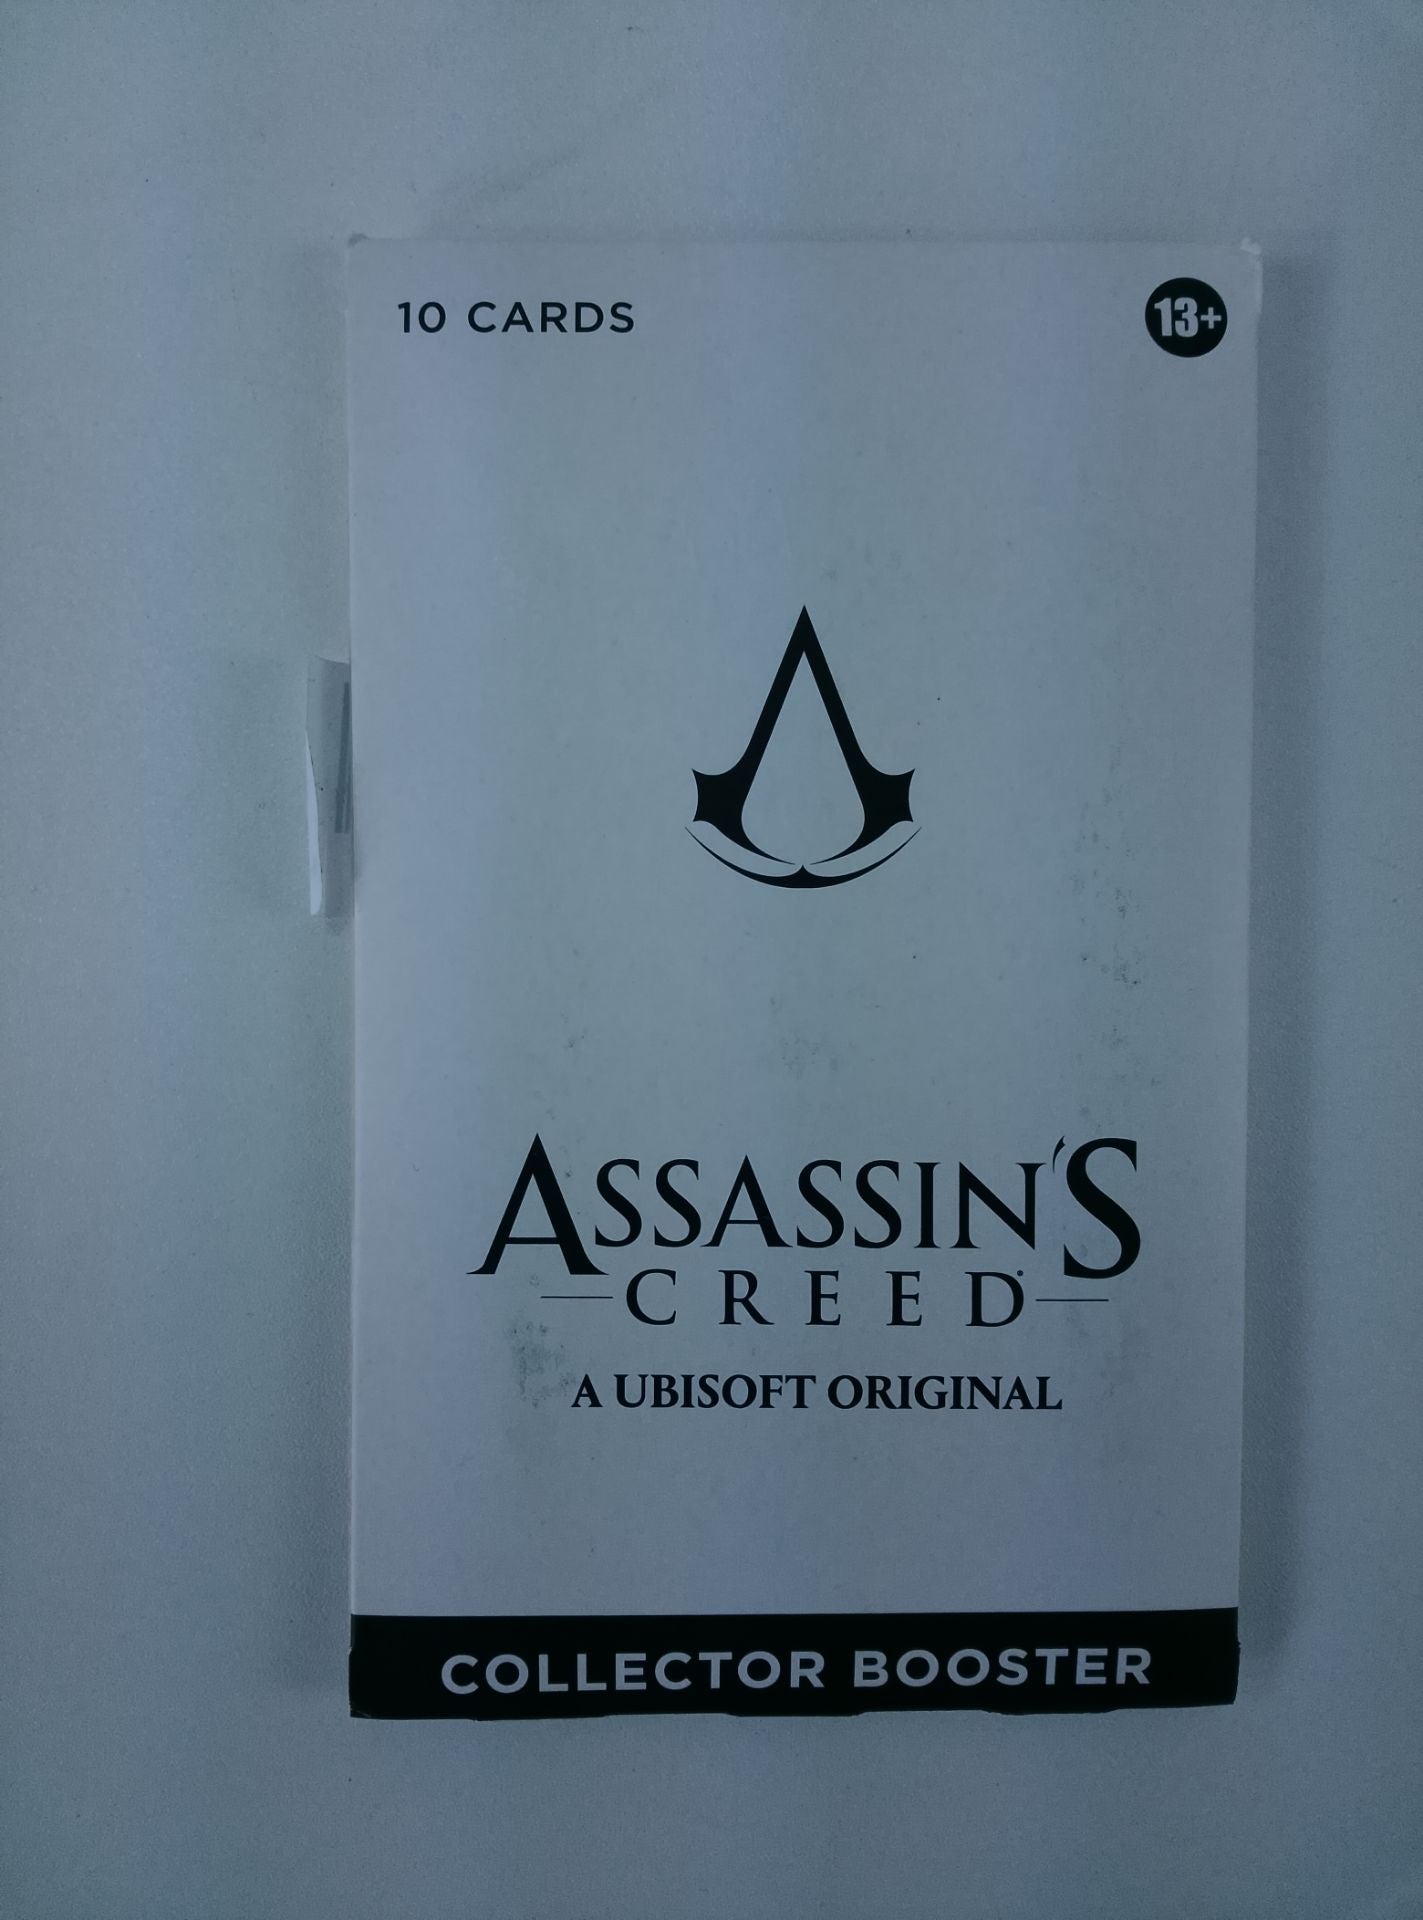 10 CARDS
13+
ASSASSIN'S
CREED
A UBISOFT ORIGINAL
COLLECTOR BOOSTER